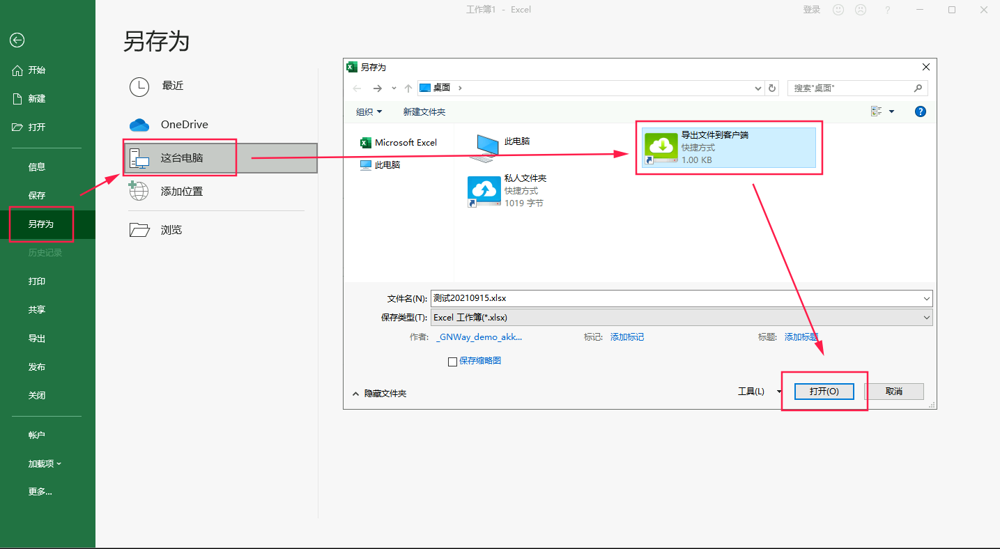 工作簿1 - Excel
登录
?
开始
新建
打开
信息
保存
另存为
历史记录
打印
共享
导出
发布
关闭
帐户
加载项
更多...
另存为
最近
OneDrive
这台电脑
添加位置
浏览
另存为
桌面
搜索"桌面"
组织
新建文件夹
?
Microsoft Excel
此电脑
此电脑
私人文件夹
快捷方式
1019 字节
导出文件到客户端
快捷方式
1.00 KB
文件名(N): 测试20210915.xlsx
保存类型(T): Excel 工作簿(*.xlsx)
作者: _GNWay_demo_akk... 标记: 添加标记 标题: 添加标题
保存缩略图
隐藏文件夹
工具(L)
打开(O)
取消